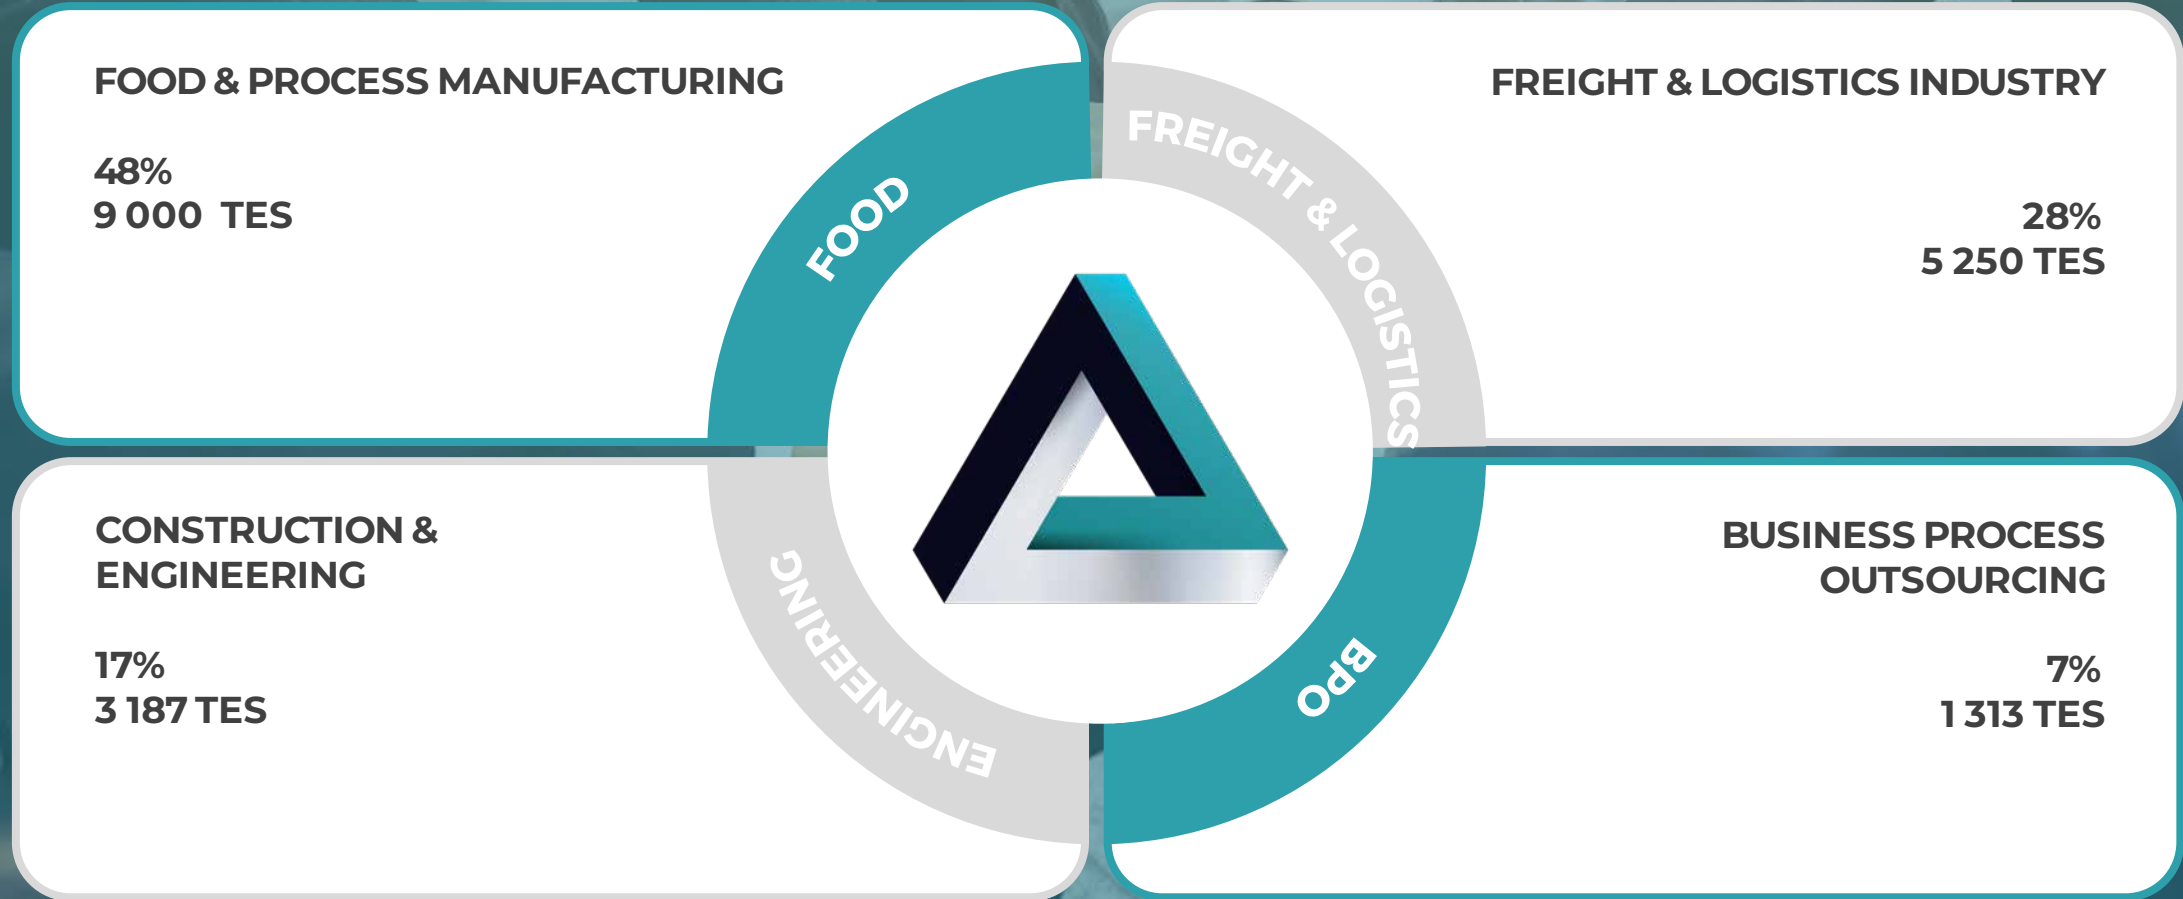 FOOD & PROCESS MANUFACTURING
48%
9 000 TES
FOOD
FREIGHT & LOGISTICS INDUSTRY
28%
5 250 TES
FREIGHT & LOGISTICS
CONSTRUCTION &
ENGINEERING
17%
3 187 TES
ENGINEERING
BUSINESS PROCESS
OUTSOURCING
7%
1 313 TES
BPO